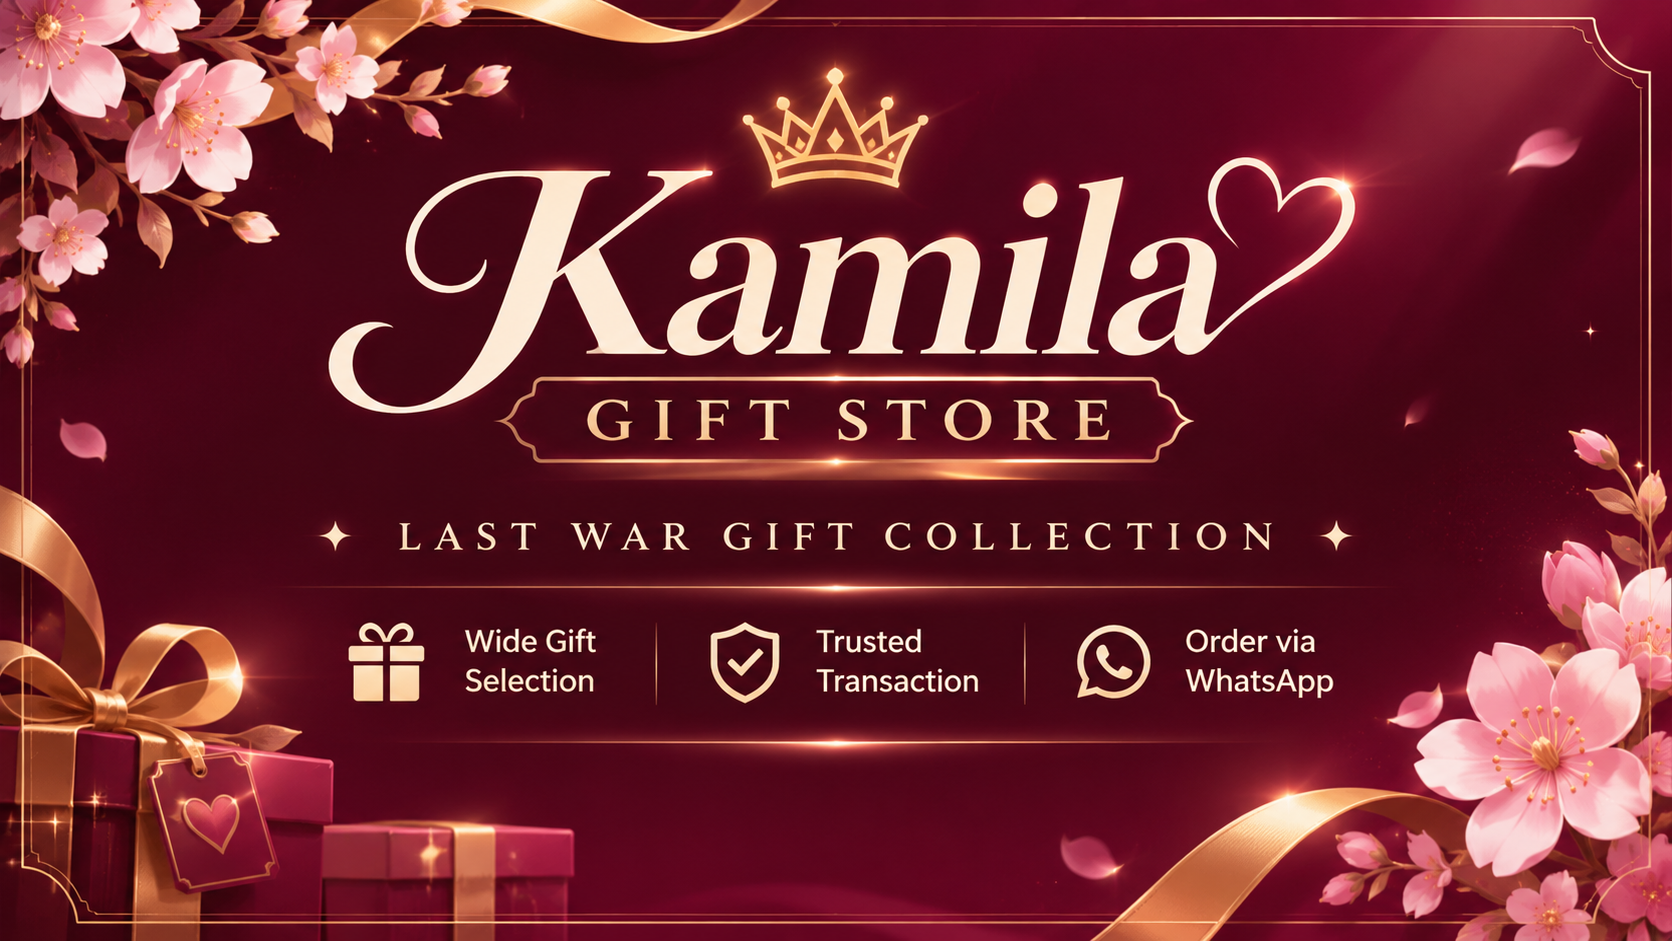 Kamila
GIFT STORE
LAST WAR GIFT COLLECTION
Wide Gift
Selection
Trusted
Transaction
Order via
WhatsApp